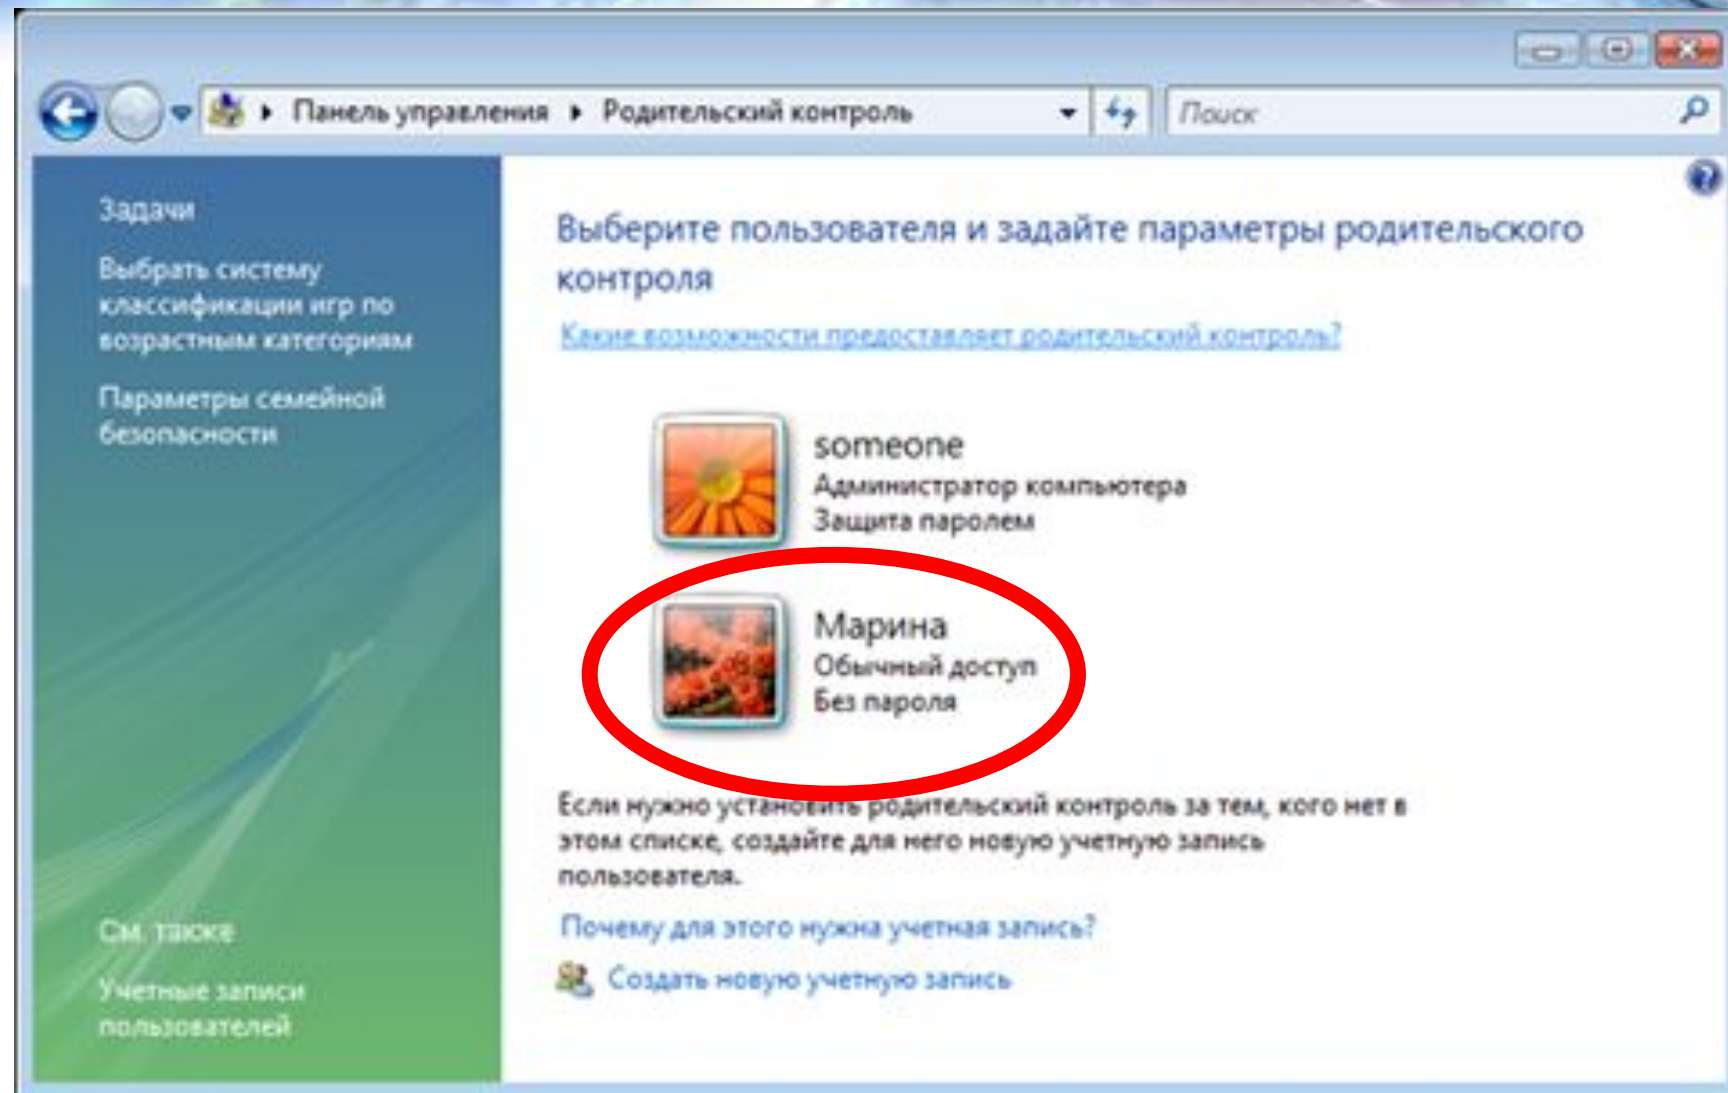 Панель управления ▸ Родительский контроль
Поиск
Задачи
Выбрать систему
классификации игр по
возрастным категориям
Параметры семейной
безопасности
См. также
Учетные записи
пользователей
Выберите пользователя и задайте параметры родительского
контроля
Какие возможности предоставляет родительский контроль?
someone
Администратор компьютера
Защита паролем
Марина
Обычный доступ
Без пароля
Если нужно установить родительский контроль за тем, кого нет в
этом списке, создайте для него новую учетную запись
пользователя.
Почему для этого нужна учетная запись?
Создать новую учетную запись